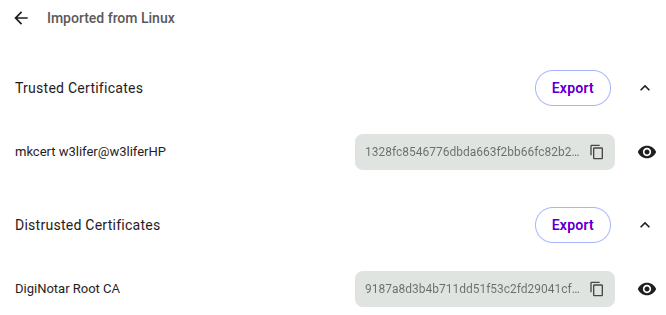 Imported from Linux
Trusted Certificates Export
mkcert w3lifer@w3liferHP 1328fc8546776dbda663f2bb66fc82b2…
Distrusted Certificates Export
DigiNotar Root CA 9187a8d3b4b711dd51f53c2fd29041cf…